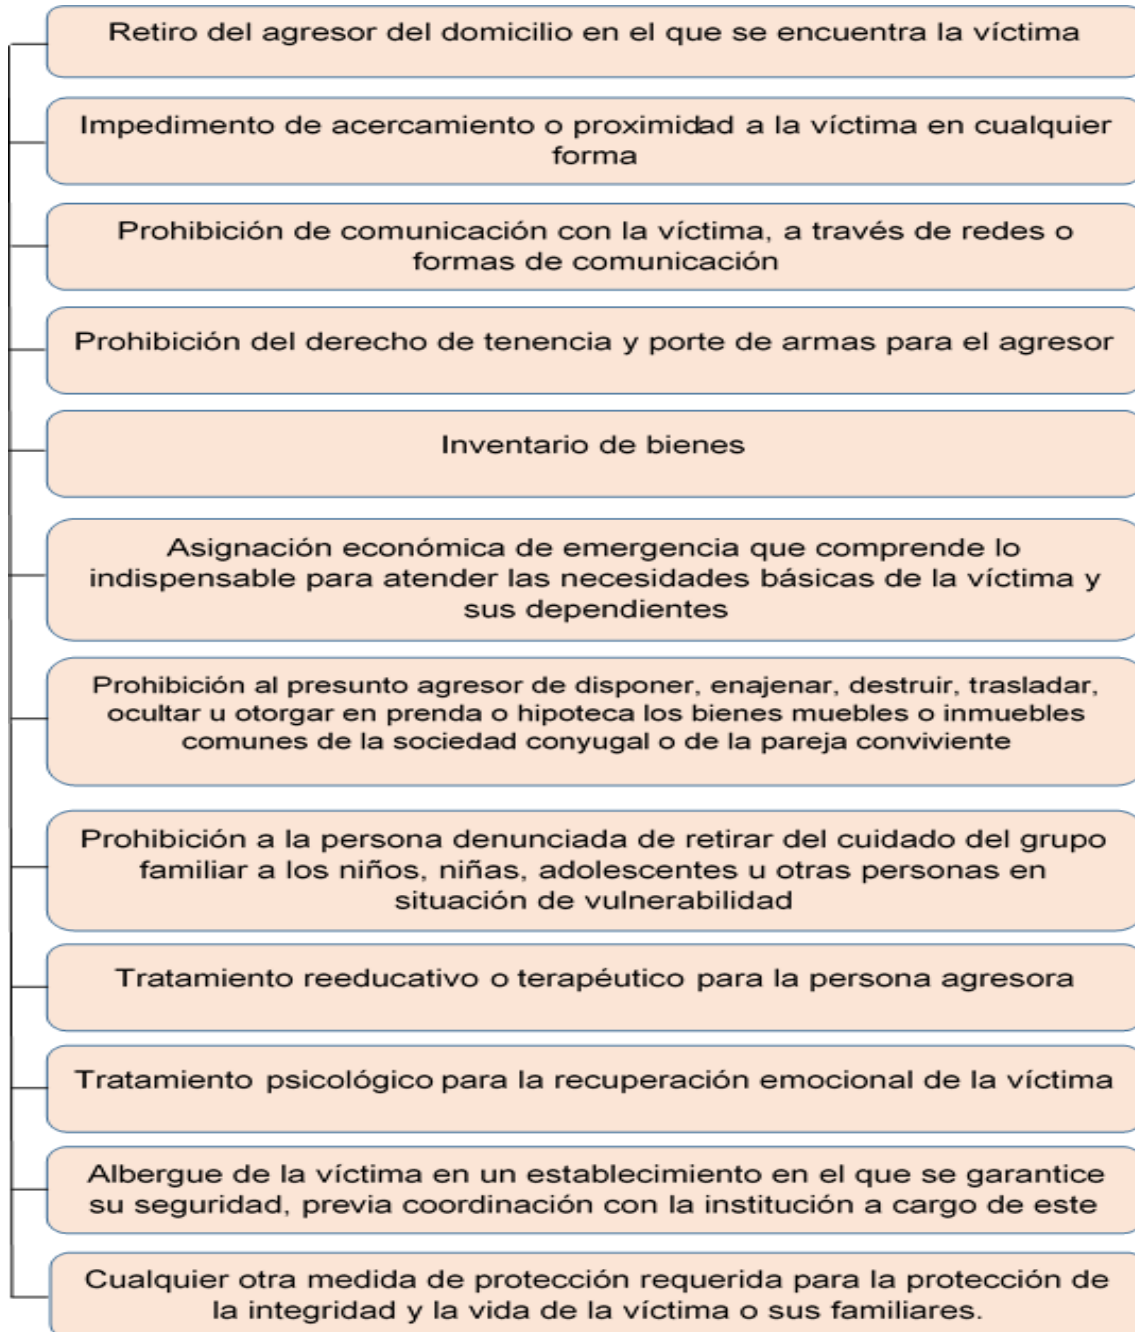 Retiro del agresor del domicilio en el que se encuentra la víctima
Impedimento de acercamiento o proximidad a la víctima en cualquier
forma
Prohibición de comunicación con la víctima, a través de redes o
formas de comunicación
Prohibición del derecho de tenencia y porte de armas para el agresor
Inventario de bienes
Asignación económica de emergencia que comprende lo
indispensable para atender las necesidades básicas de la víctima y
sus dependientes
Prohibición al presunto agresor de disponer, enajenar, destruir, trasladar,
ocultar u otorgar en prenda o hipoteca los bienes muebles o inmuebles
comunes de la sociedad conyugal o de la pareja conviviente
Prohibición a la persona denunciada de retirar del cuidado del grupo
familiar a los niños, niñas, adolescentes u otras personas en
situación de vulnerabilidad
Tratamiento reeducativo o terapéutico para la persona agresora
Tratamiento psicológico para la recuperación emocional de la víctima
Albergue de la víctima en un establecimiento en el que se garantice
su seguridad, previa coordinación con la institución a cargo de este
Cualquier otra medida de protección requerida para la protección de
la integridad y la vida de la víctima o sus familiares.